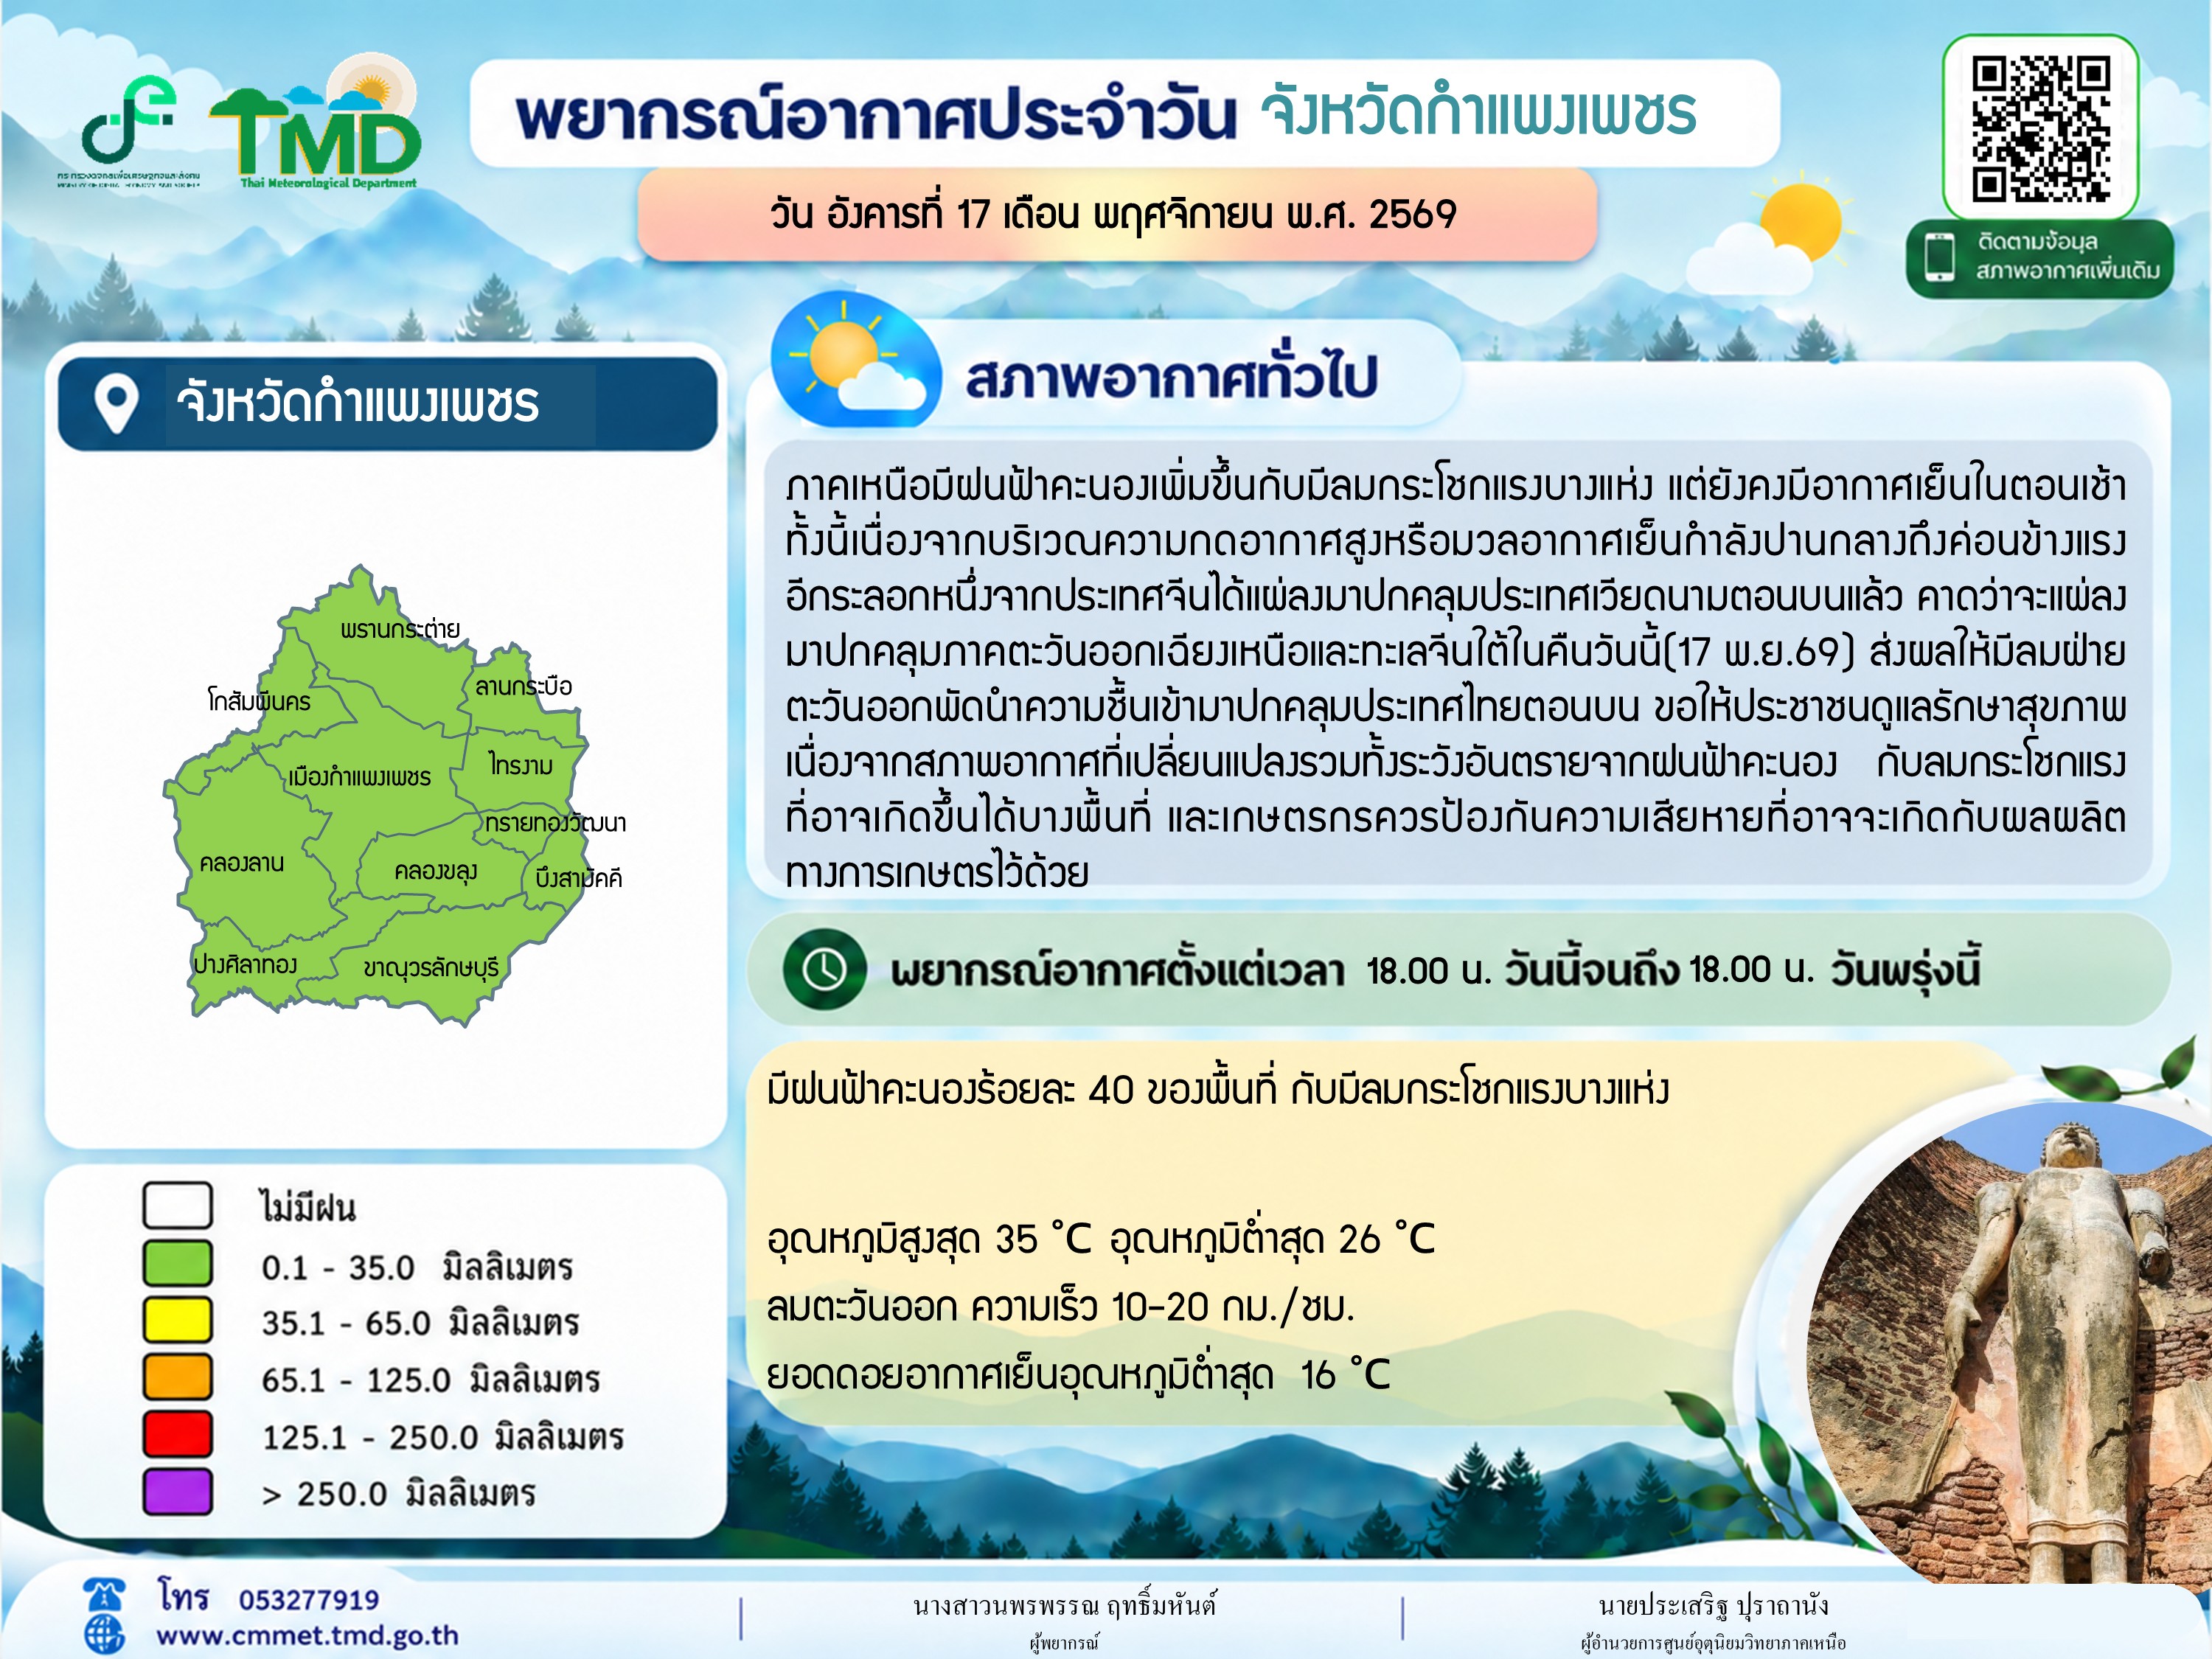 พยากรณ์อากาศประจำวัน จังหวัดกำแพงเพชร
Thai Meteorological Department
TMD
วัน อังคารที่ 17 เดือน พฤศจิกายน พ.ศ. 2569
ติดตามข้อมูล
สภาพอากาศเพิ่มเติม
จังหวัดกำแพงเพชร
พรานกระต่าย
ลานกระบือ
โกสัมพีนคร
ไทรงาม
เมืองกำแพงเพชร
ทรายทองวัฒนา
คลองลาน
คลองขลุง
บึงสามัคคี
ปางศิลาทอง
ขาณุวรลักษบุรี
ไม่มีฝน
0.1 - 35.0 มิลลิเมตร
35.1 - 65.0 มิลลิเมตร
65.1 - 125.0 มิลลิเมตร
125.1 - 250.0 มิลลิเมตร
> 250.0 มิลลิเมตร
สภาพอากาศทั่วไป
ภาคเหนือมีฝนฟ้าคะนองเพิ่มขึ้นกับมีลมกระโชกแรงบางแห่ง แต่ยังคงมีอากาศเย็นในตอนเช้า
ทั้งนี้เนื่องจากบริเวณความกดอากาศสูงหรือมวลอากาศเย็นกำลังปานกลางถึงค่อนข้างแรง
อีกระลอกหนึ่งจากประเทศจีนได้แผ่ลงมาปกคลุมประเทศเวียดนามตอนบนแล้ว คาดว่าจะแผ่ลง
มาปกคลุมภาคตะวันออกเฉียงเหนือและทะเลจีนใต้ในคืนวันนี้(17 พ.ย.69) ส่งผลให้มีลมฝ่าย
ตะวันออกพัดนำความชื้นเข้ามาปกคลุมประเทศไทยตอนบน ขอให้ประชาชนดูแลรักษาสุขภาพ
เนื่องจากสภาพอากาศที่เปลี่ยนแปลงรวมทั้งระวังอันตรายจากฝนฟ้าคะนอง กับลมกระโชกแรง
ที่อาจเกิดขึ้นได้บางพื้นที่ และเกษตรกรควรป้องกันความเสียหายที่อาจจะเกิดกับผลผลิต
ทางการเกษตรไว้ด้วย
พยากรณ์อากาศตั้งแต่เวลา 18.00 น. วันนี้จนถึง 18.00 น. วันพรุ่งนี้
มีฝนฟ้าคะนองร้อยละ 40 ของพื้นที่ กับมีลมกระโชกแรงบางแห่ง
อุณหภูมิสูงสุด 35 °C อุณหภูมิต่ำสุด 26 °C
ลมตะวันออก ความเร็ว 10-20 กม./ชม.
ยอดดอยอากาศเย็นอุณหภูมิต่ำสุด 16 °C
โทร 053277919
www.cmmet.tmd.go.th
นางสาวนพรพรรณ ฤทธิ์มหันต์
ผู้พยากรณ์
นายประเสริฐ ปุราถานัง
ผู้อำนวยการศูนย์อุตุนิยมวิทยาภาคเหนือ